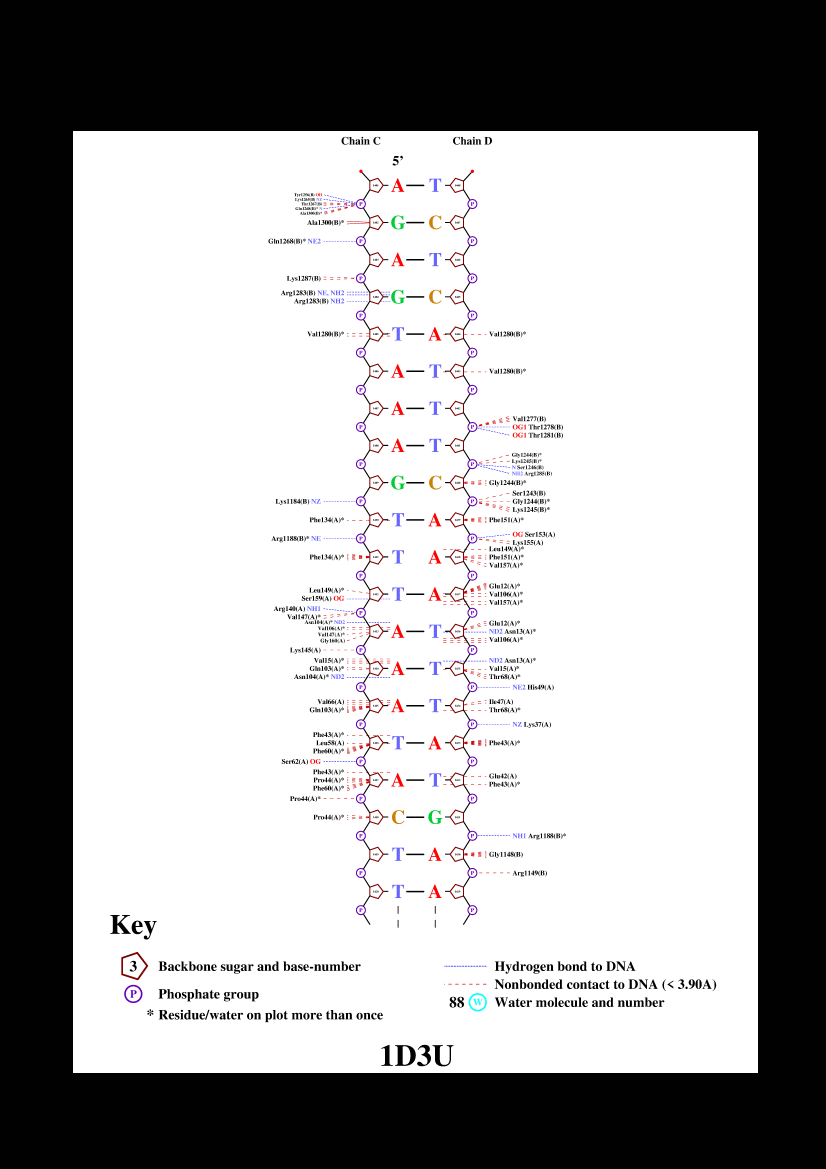 Chain C Chain D
5'
A T
Tyr1296(B) OH
Lys1265(B) NZ
Thr1267(B)
Gln1268(B)* N
Ala1300(B)*
P P
Ala1300(B)* G C
Gln1268(B)* NE2 P P
A T
Lys1287(B) P P
Arg1283(B) NE, NH2
G C
Arg1283(B) NH2
P P
Val1280(B)* T A Val1280(B)*
P P
A T Val1280(B)*
P P
A T
Val1277(B)
P P OG1 Thr1278(B)
OG1 Thr1281(B)
A T
Gly1244(B)*
Lys1245(B)*
P P
N Ser1246(B)
NH2 Arg1285(B)
G C Gly1244(B)*
Ser1243(B)
Lys1184(B) NZ P P Gly1244(B)*
Lys1245(B)*
Phe134(A)* T A Phe151(A)*
OG Ser153(A)
Arg1188(B)* NE P P
Lys155(A)
Leu149(A)*
Phe134(A)* T A Phe151(A)*
Val157(A)*
P P
Glu12(A)*
Leu149(A)* T A Val106(A)*
Ser159(A) OG Val157(A)*
Arg140(A) NH1 P P
Val147(A)*
Asn104(A)* ND2 Glu12(A)*
Val106(A)* A T ND2 Asn13(A)*
Val147(A)* Val106(A)*
Gly160(A)
Lys145(A) P P
Val15(A)* ND2 Asn13(A)*
Gln103(A)* A T Val15(A)*
Asn104(A)* ND2 Thr68(A)*
P P NE2 His49(A)
Val66(A) A T Ile47(A)
Gln103(A)* Thr68(A)*
P P NZ Lys37(A)
Phe43(A)*
Leu58(A) T A Phe43(A)*
Phe60(A)*
Ser62(A) OG P P
Phe43(A)* Glu42(A)
Pro44(A)* A T
Phe60(A)* Phe43(A)*
Pro44(A)* P P
Pro44(A)* C G
P P NH1 Arg1188(B)*
T A Gly1148(B)
P P Arg1149(B)
T A
P P
Key
3 Backbone sugar and base-number Hydrogen bond to DNA
Nonbonded contact to DNA (< 3.90A)
P Phosphate group 88 W Water molecule and number
* Residue/water on plot more than once
1D3U